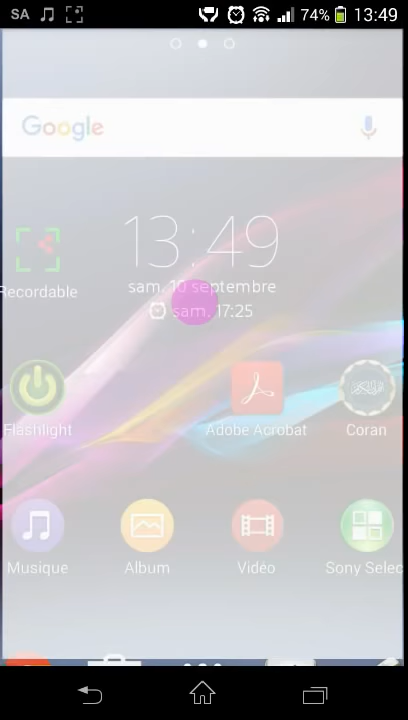 SA 74% 13:49
Google
13:49
sam. 10 septembre
sam. 17:25
Recordable
Flashlight
Adobe Acrobat
Coran
Musique
Album
Vidéo
Sony Selec